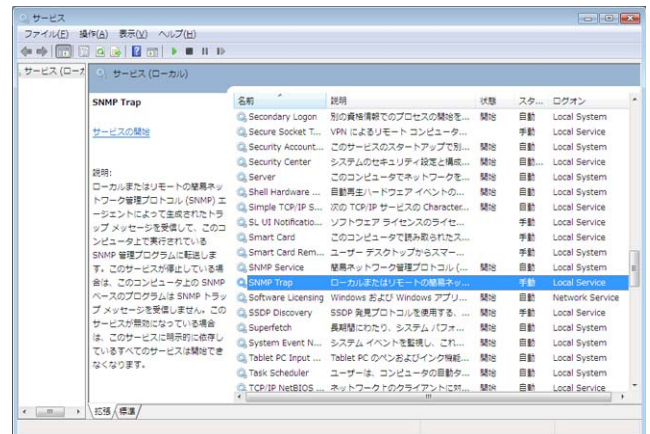 サービス
ファイル(F) 操作(A) 表示(V) ヘルプ(H)
サービス (ローカ
サービス (ローカル)
SNMP Trap
サービスの開始
説明:
ローカルまたはリモートの簡易ネッ
トワーク管理プロトコル (SNMP) エ
ージェントによって生成されたトラ
ップ メッセージを受信して、このコ
ンピュータ上で実行されている
SNMP 管理プログラムに転送しま
す。このサービスが停止している場
合は、このコンピュータ上の SNMP
ベースのプログラムは SNMP トラッ
プ メッセージを受信しません。この
サービスが無効になっている場合
は、このサービスに明示的に依存し
ているすべてのサービスは開始でき
なくなります。
名前 説明 状態 スタ... ログオン
Secondary Logon 別の資格情報でのプロセスの開始を... 開始 自動 Local System
Secure Socket T... VPN によるリモート コンピュータ... 手動 Local Service
Security Account... このサービスのスタートアップで別... 開始 自動 Local System
Security Center システムのセキュリティ設定と構成... 開始 自動... Local Service
Server このコンピュータでネットワークを... 開始 自動 Local System
Shell Hardware ... 自動再生ハードウェア イベントの... 開始 自動 Local System
Simple TCP/IP S... 次の TCP/IP サービスの Character... 開始 自動 Local Service
SL UI Notificatio... ソフトウェア ライセンスのライセ... 手動 Local Service
Smart Card このコンピュータで読み取られたス... 手動 Local Service
Smart Card Rem... ユーザー デスクトップからスマー... 手動 Local System
SNMP Service 簡易ネットワーク管理プロトコル (... 開始 自動 Local System
SNMP Trap ローカルまたはリモートの簡易ネッ... 手動 Local Service
Software Licensing Windows および Windows アプリ... 開始 自動 Network Service
SSDP Discovery SSDP 発見プロトコルを使用する、... 開始 手動 Local Service
Superfetch 長期間にわたり、システム パフォ... 開始 自動 Local System
System Event N... システム イベントを監視し、これ... 開始 自動 Local System
Tablet PC Input ... Tablet PC のペンおよびインク機能... 開始 自動 Local System
Task Scheduler ユーザーは、コンピュータの自動タ... 開始 自動 Local System
TCP/IP NetBIOS ... ネットワーク上のクライアントに対... 開始 自動 Local Service
拡張 標準